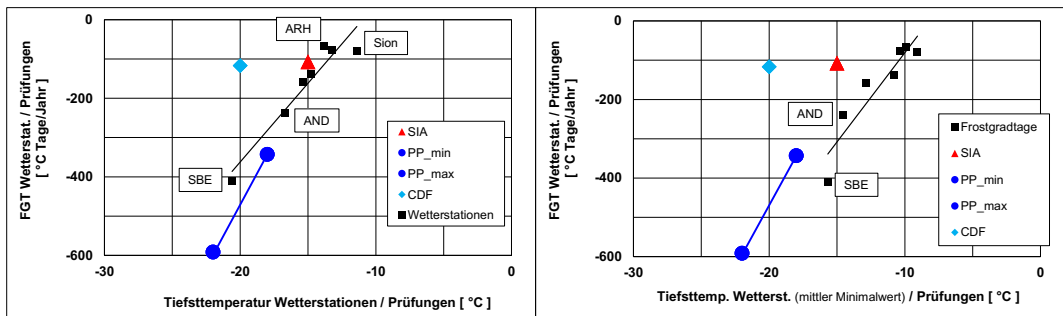 0
-200
-400
-600
-30
-20
-10
0
FGT Wetterstat. / Prüfungen
[ °C Tage/Jahr ]
Tiefsttemperatur Wetterstationen / Prüfungen [ °C ]
ARH
Sion
AND
SBE
SIA
PP_min
PP_max
CDF
Wetterstationen
0
-200
-400
-600
-30
-20
-10
0
FGT Wetterstat. / Prüfungen
[ °C Tage/Jahr ]
Tiefsttemp. Wetterst. (mittler Minimalwert) / Prüfungen [ °C ]
AND
SBE
Frostgradtage
SIA
PP_min
PP_max
CDF